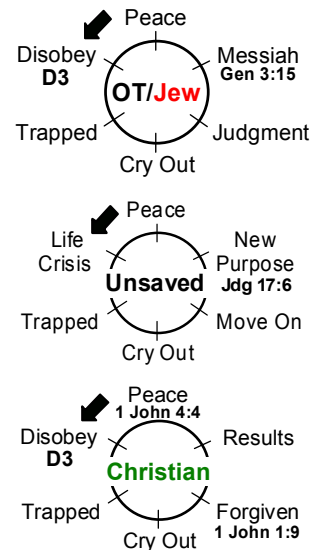 Peace
Disobey
D3
Messiah
Gen 3:15
OT/Jew
Trapped
Judgment
Cry Out
Peace
Life
Crisis
New
Purpose
Jdg 17:6
Unsaved
Trapped
Move On
Cry Out
Peace
1 John 4:4
Disobey
D3
Results
Christian
Trapped
Forgiven
1 John 1:9
Cry Out